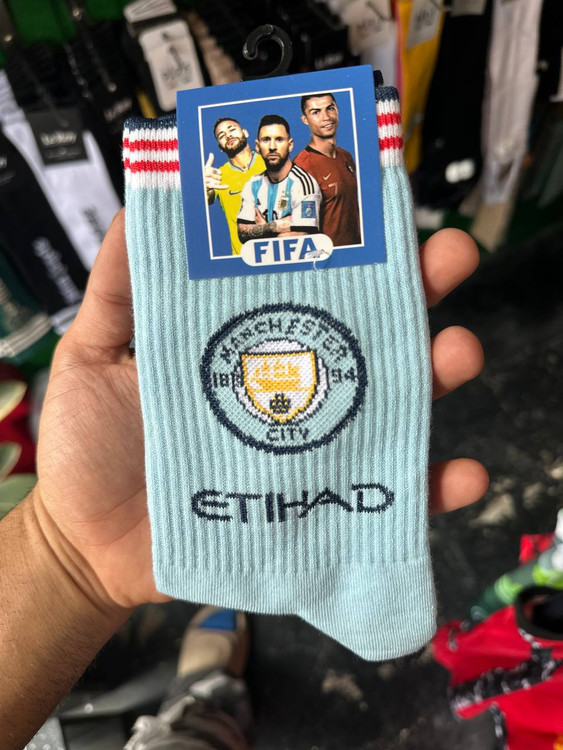 FIFA
MANCHESTER
18 94
CITY
ETIHAD